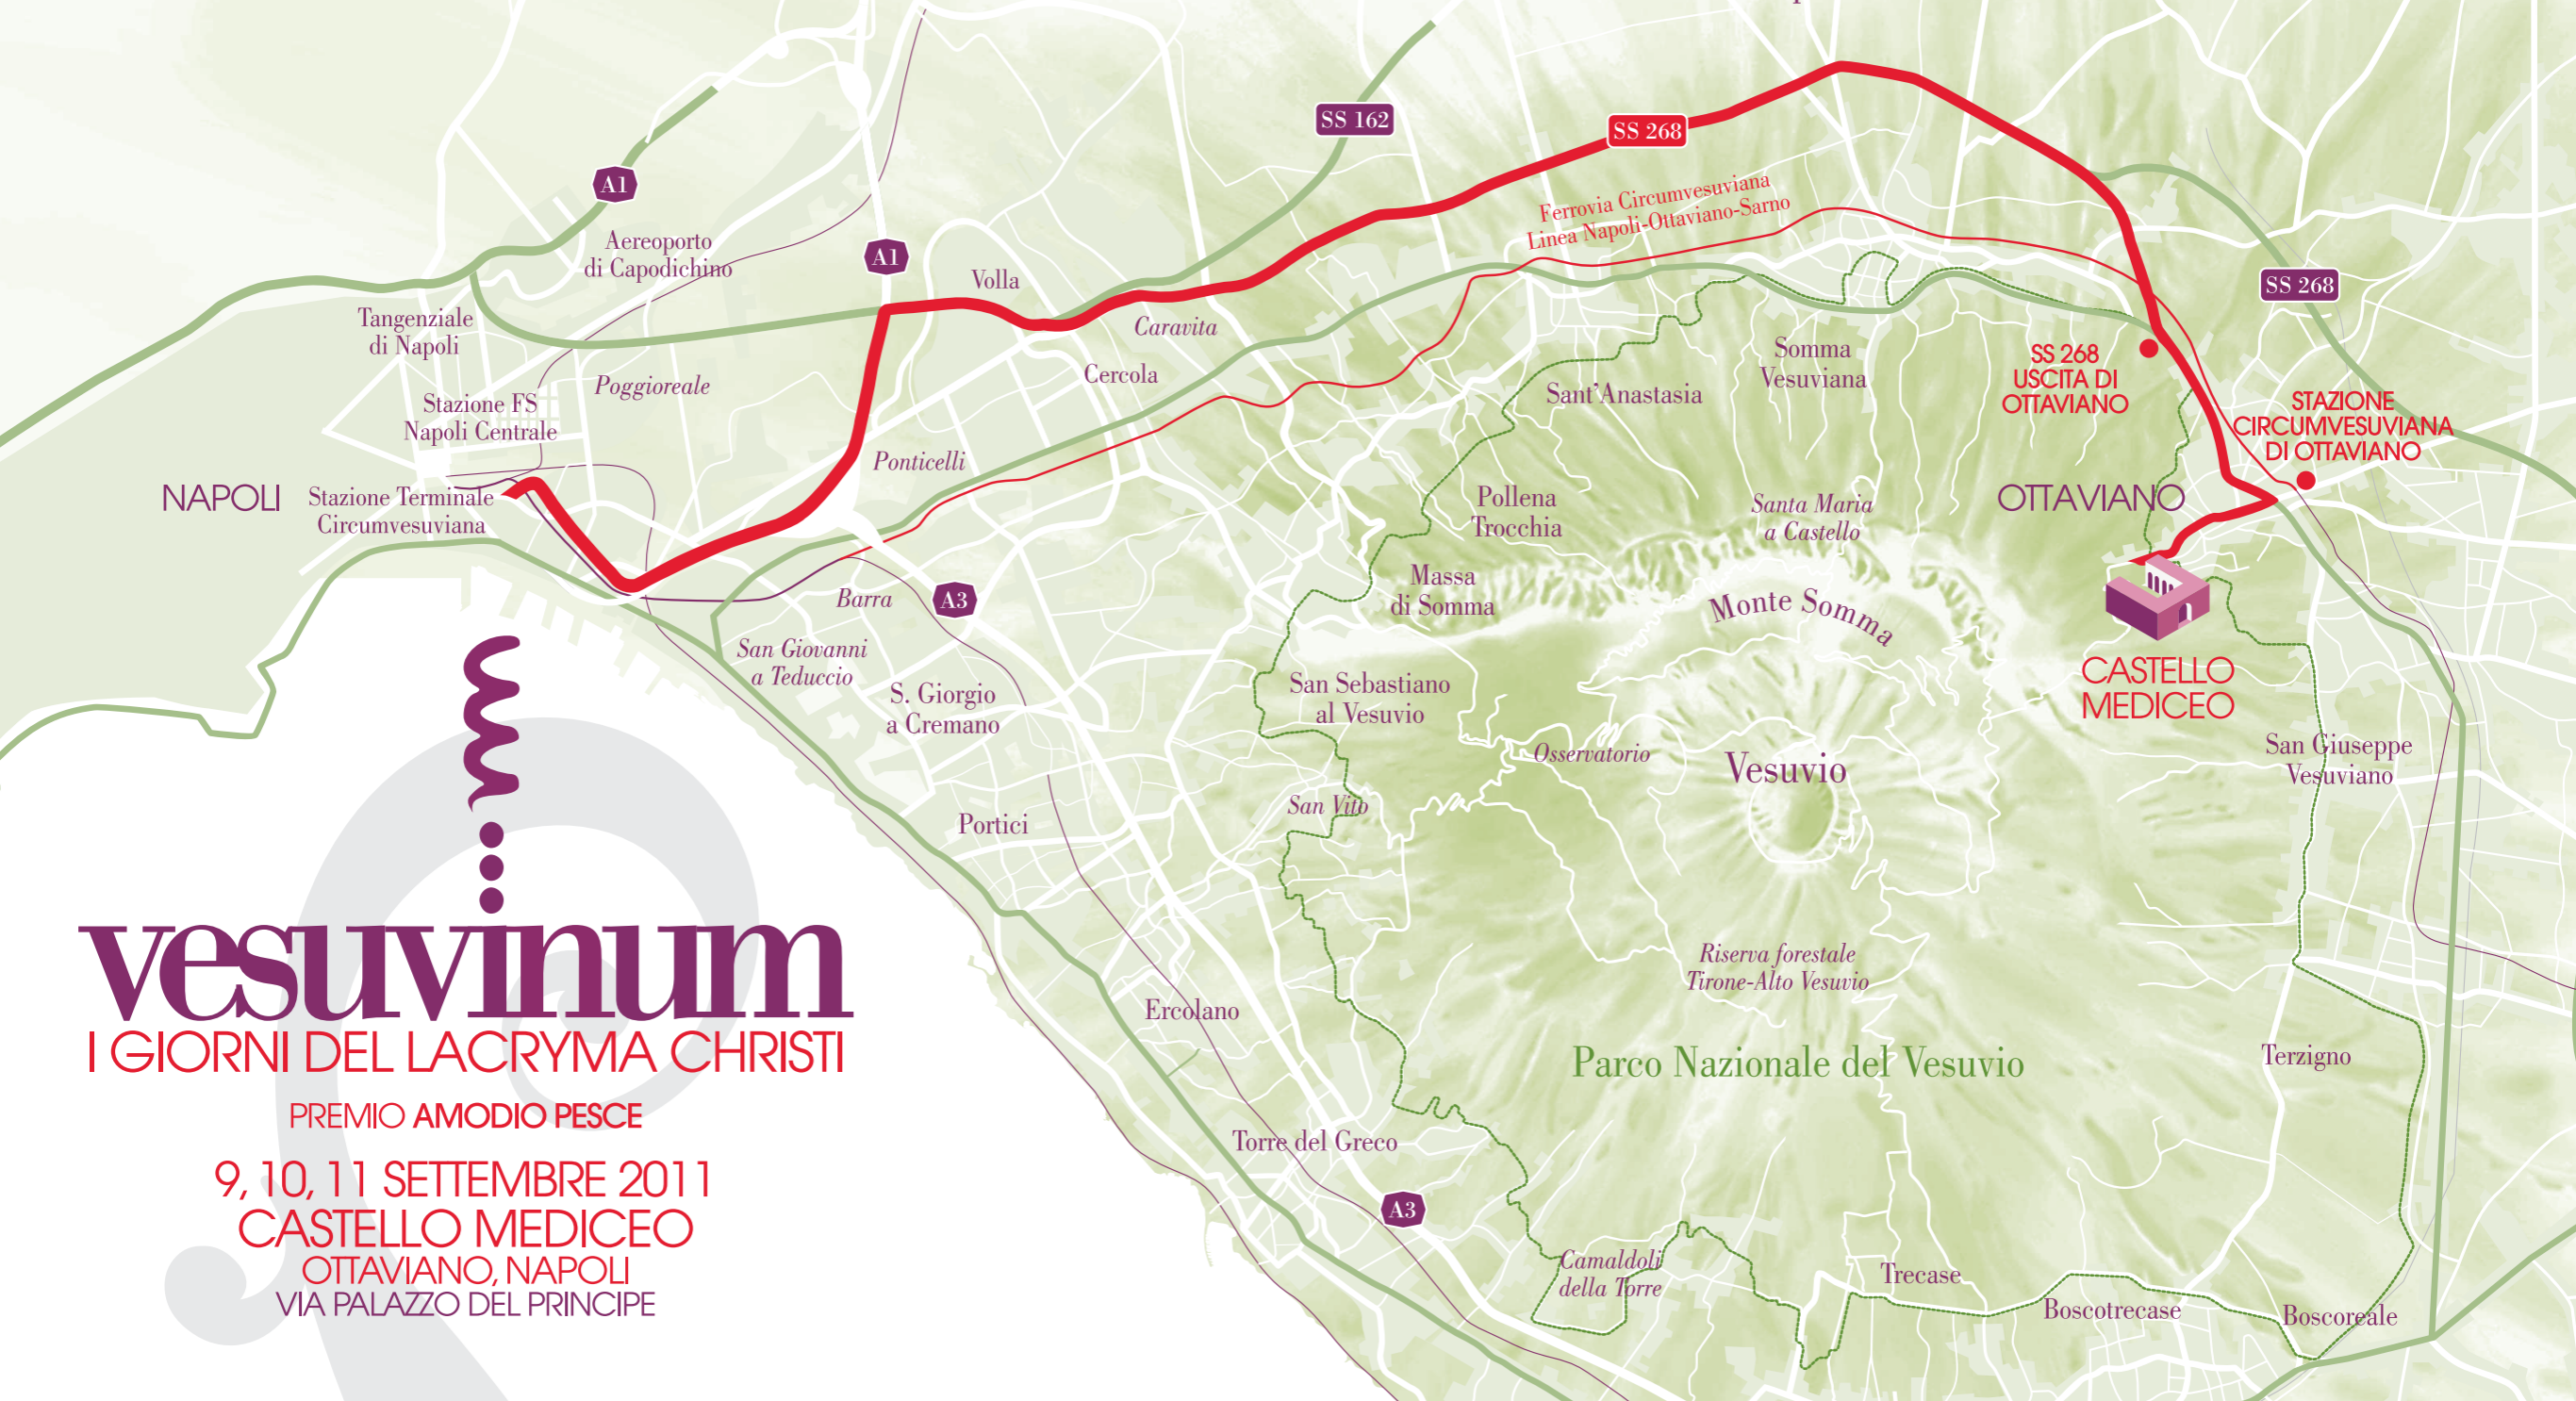 SS 162
SS 268
A1
Ferrovia Circumvesuviana
Linea Napoli-Ottaviano-Sarno
Aereoporto
di Capodichino
A1
Volla
SS 268
Tangenziale
di Napoli
Caravita
Cercola
Poggioreale
Somma
Vesuviana
Sant'Anastasia
SS 268
USCITA DI
OTTAVIANO
STAZIONE
CIRCUMVESUVIANA
DI OTTAVIANO
Stazione FS
Napoli Centrale
Ponticelli
NAPOLI
Stazione Terminale
Circumvesuviana
Pollena
Trocchia
Santa Maria
a Castello
OTTAVIANO
Massa
di Somma
Monte Somma
Barra
A3
San Giovanni
a Teduccio
S. Giorgio
a Cremano
San Sebastiano
al Vesuvio
CASTELLO
MEDICEO
Osservatorio
Vesuvio
San Giuseppe
Vesuviano
San Vito
Portici
Riserva forestale
Tirone-Alto Vesuvio
Ercolano
Parco Nazionale del Vesuvio
Terzigno
Torre del Greco
A3
Camaldoli
della Torre
Trecase
Boscotrecase
Boscoreale
vesuvinum
I GIORNI DEL LACRYMA CHRISTI
PREMIO AMODIO PESCE
9, 10, 11 SETTEMBRE 2011
CASTELLO MEDICEO
OTTAVIANO, NAPOLI
VIA PALAZZO DEL PRINCIPE